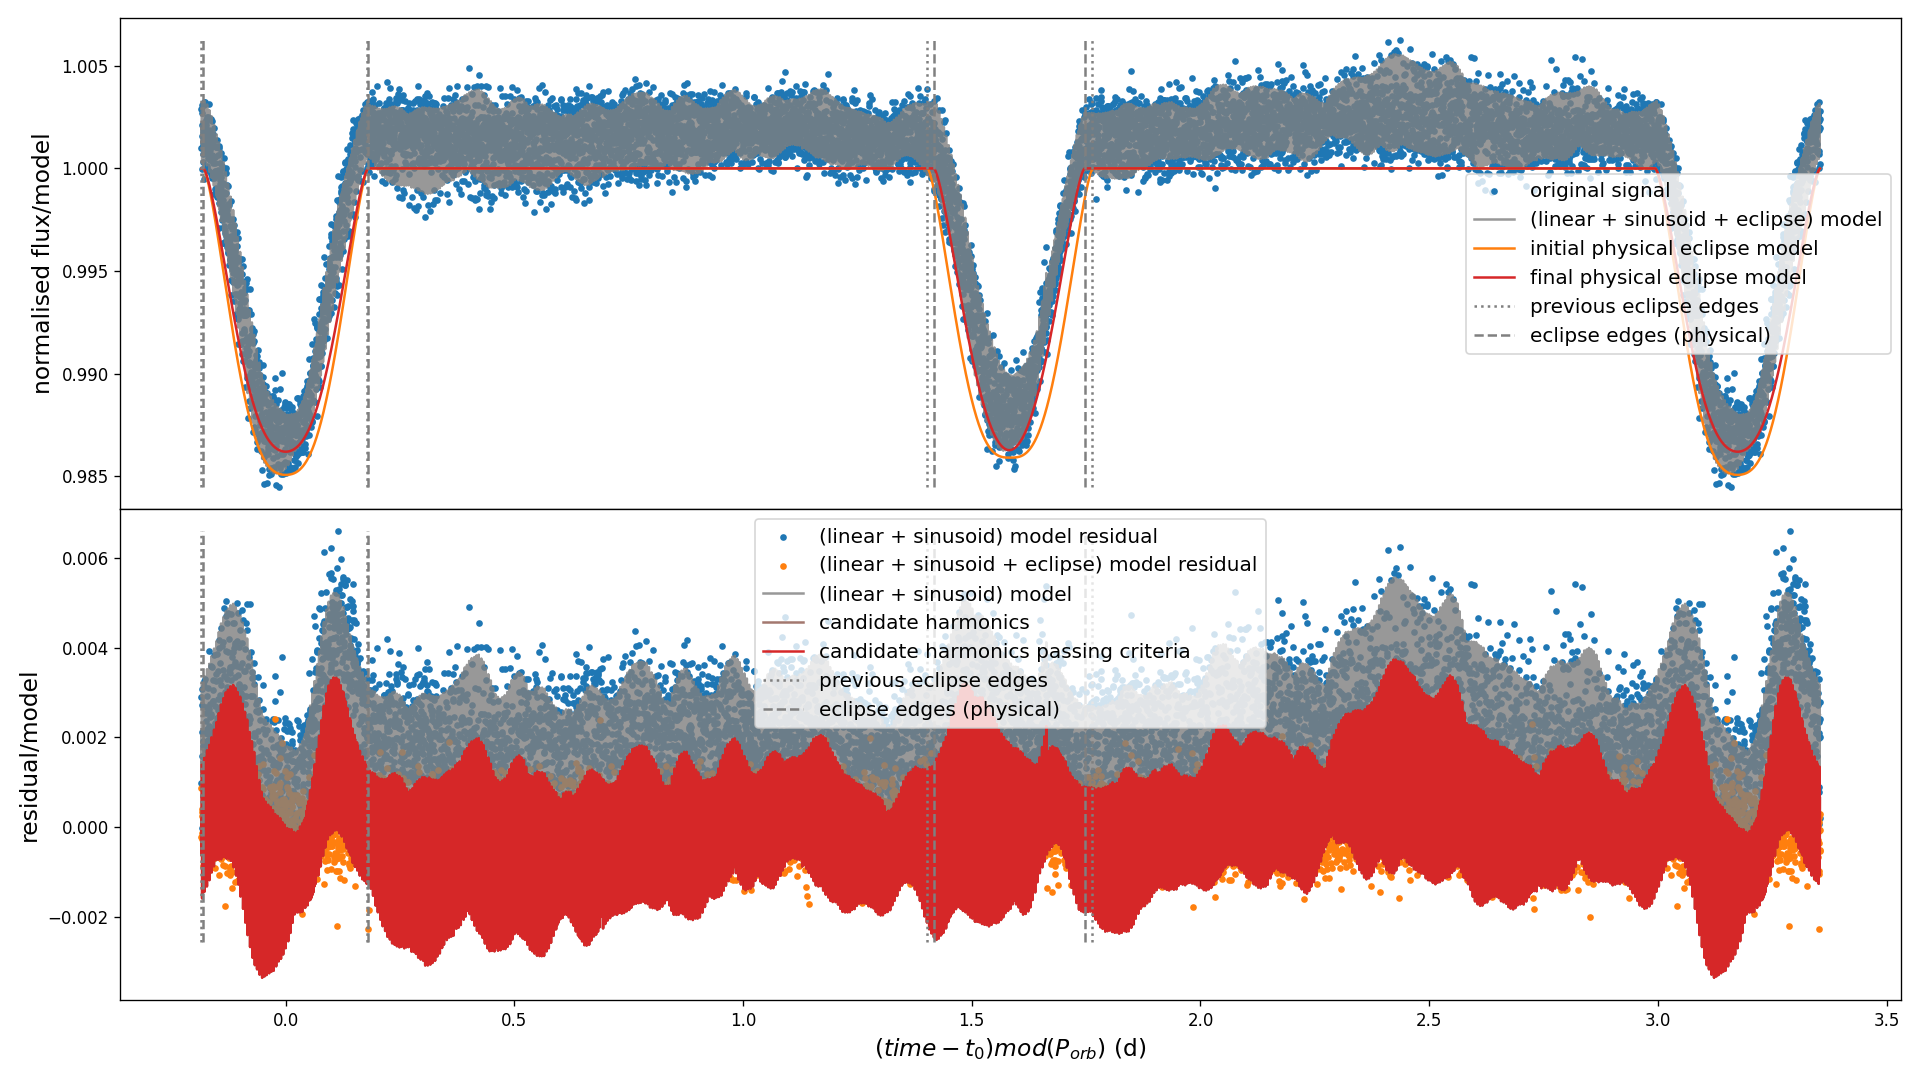 1.005
1.000
0.995
0.990
0.985
normalised flux/model
original signal
(linear + sinusoid + eclipse) model
initial physical eclipse model
final physical eclipse model
previous eclipse edges
eclipse edges (physical)
0.006
0.004
0.002
0.000
−0.002
residual/model
(linear + sinusoid) model residual
(linear + sinusoid + eclipse) model residual
(linear + sinusoid) model
candidate harmonics
candidate harmonics passing criteria
previous eclipse edges
eclipse edges (physical)
0.0 0.5 1.0 1.5 2.0 2.5 3.0 3.5
(time − t₀)mod(P_orb) (d)